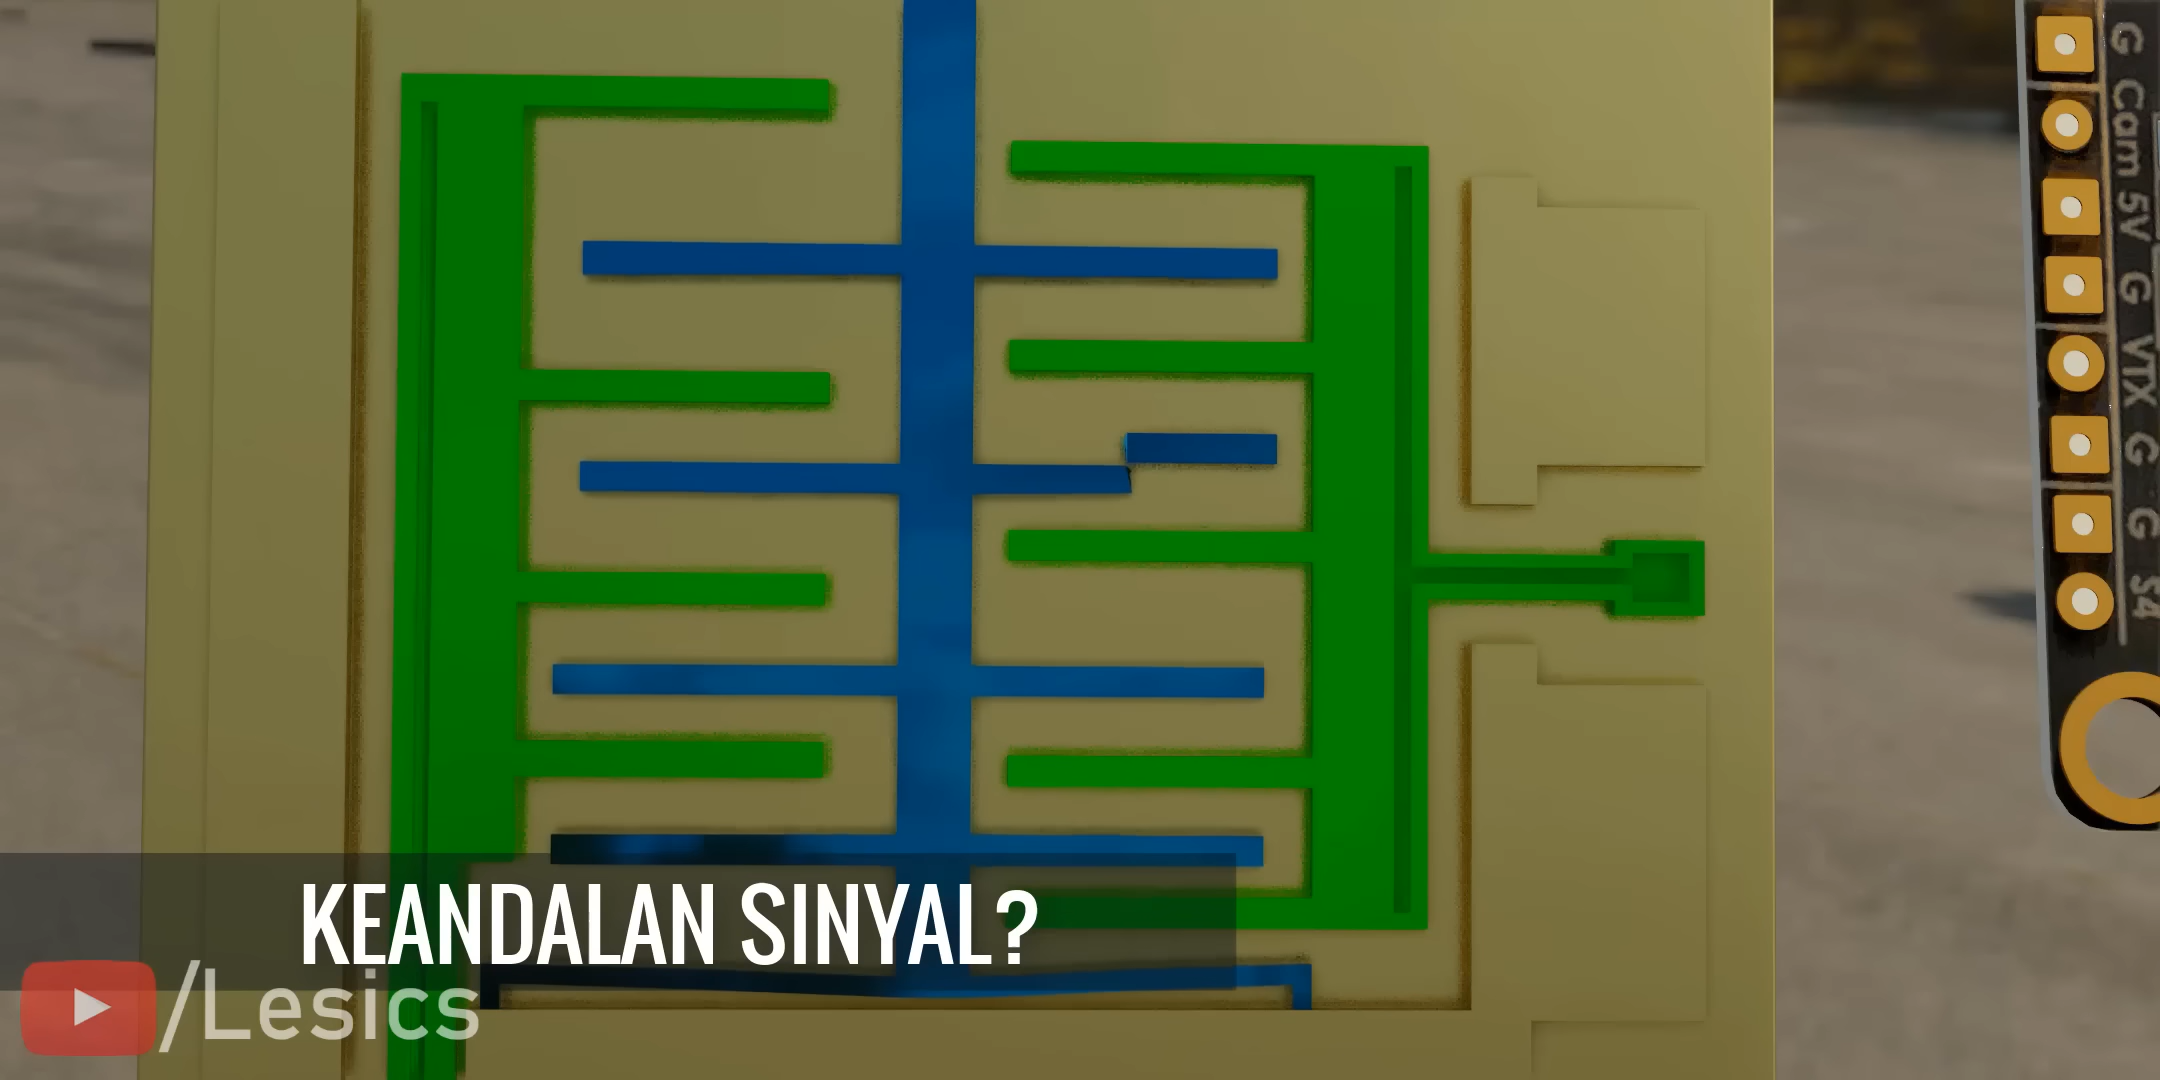 KEANDALAN SINYAL?
/Lesics
G
Cam
5V
G
VTX
G
G
S4